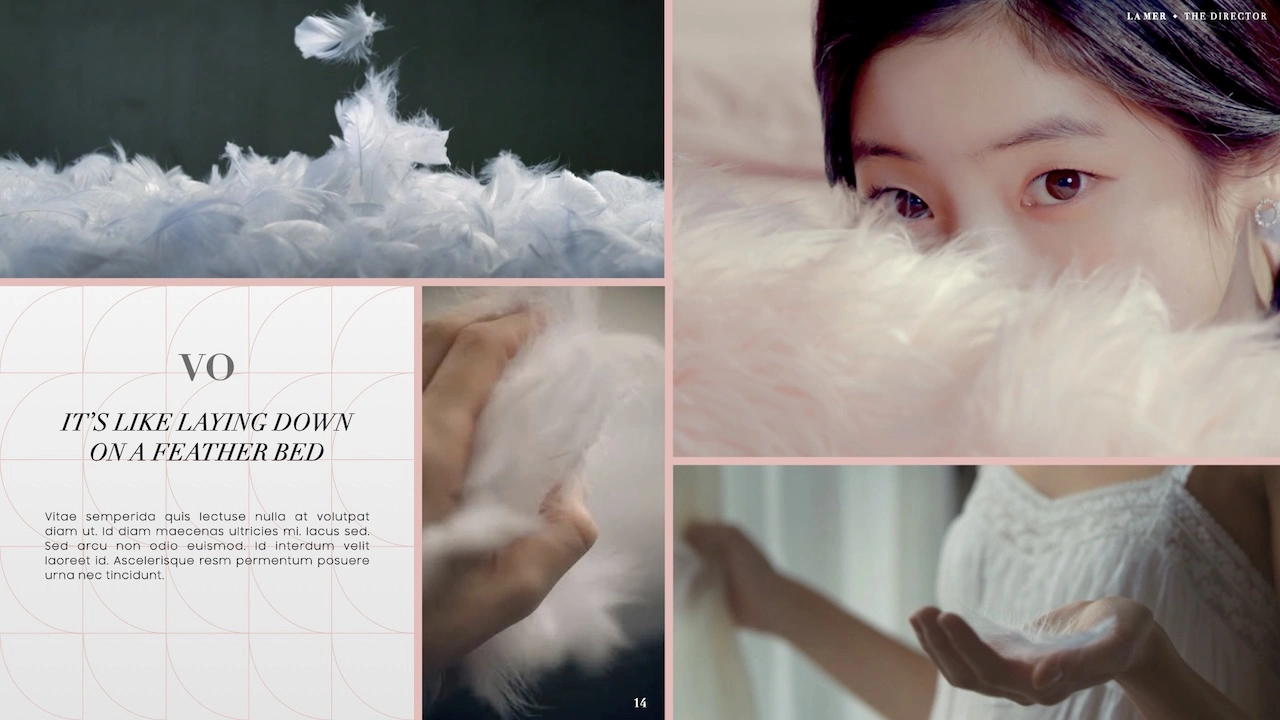 LA MER ✦ THE DIRECTOR
VO
IT’S LIKE LAYING DOWN
ON A FEATHER BED
Vitae semperida quis lectuse nulla at volutpat
diam ut. Id diam maecenas ultricies mi. lacus sed.
Sed arcu non odio euismod. Id interdum velit
laoreet id. Ascelerisque resm permentum posuere
urna nec tincidunt.
14